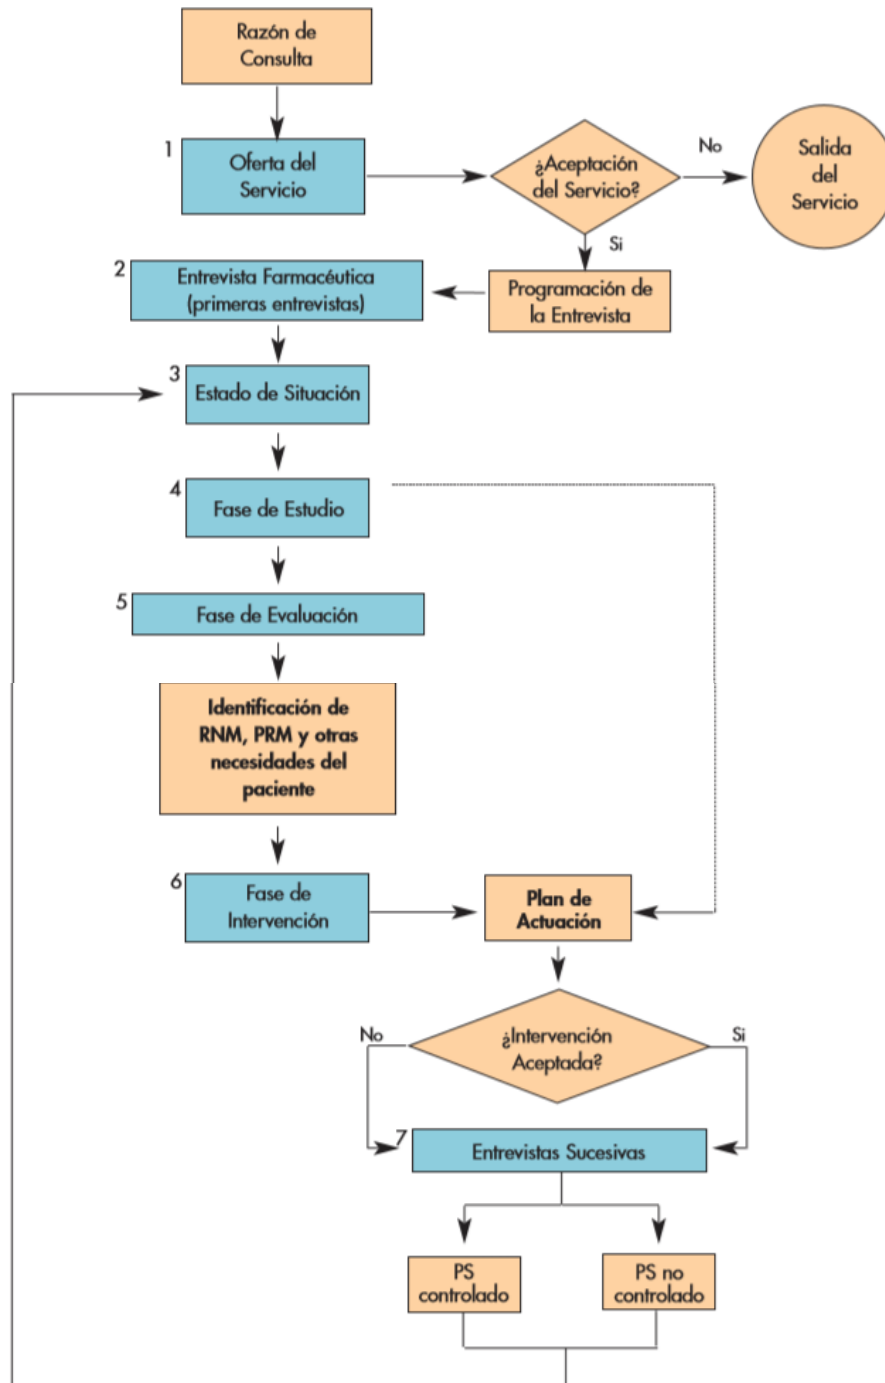 Razón de
Consulta
1
Oferta del
Servicio
¿Aceptación
del Servicio?
No
Salida
del
Servicio
Si
2
Entrevista Farmacéutica
(primeras entrevistas)
Programación de
la Entrevista
3
Estado de Situación
4
Fase de Estudio
5
Fase de Evaluación
Identificación de
RNM, PRM y otras
necesidades del
paciente
6
Fase de
Intervención
Plan de
Actuación
No
¿Intervención
Aceptada?
Si
7
Entrevistas Sucesivas
PS
controlado
PS no
controlado